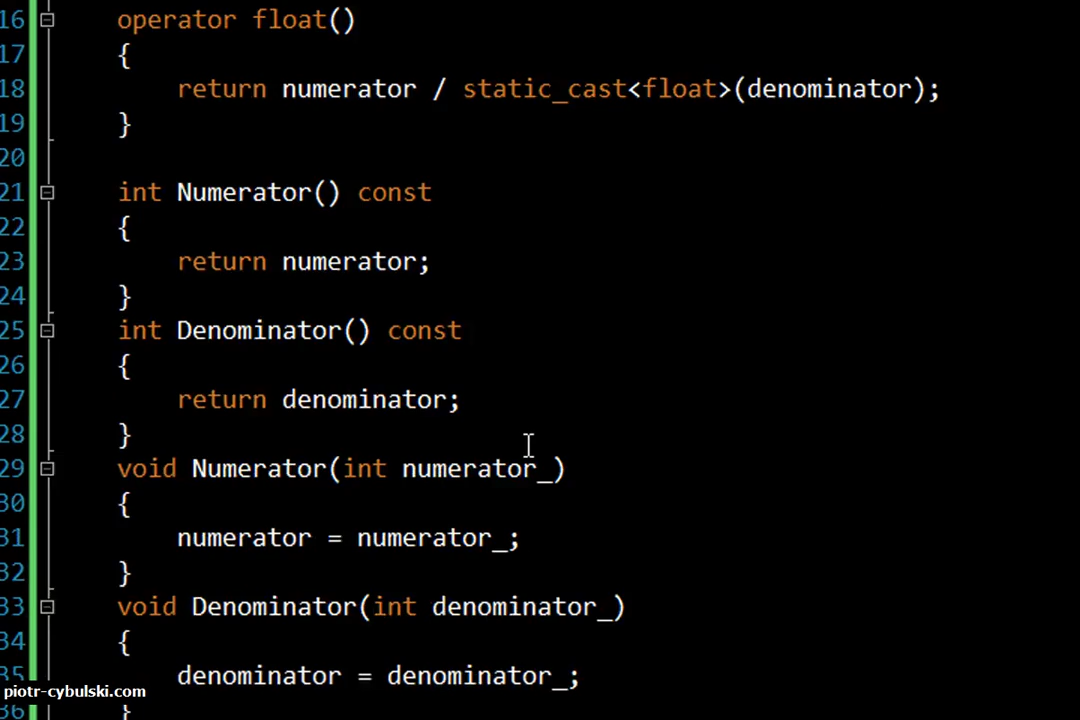 16 operator float()
17 {
18 return numerator / static_cast<float>(denominator);
19 }
20
21 int Numerator() const
22 {
23 return numerator;
24 }
25 int Denominator() const
26 {
27 return denominator;
28 }
29 void Numerator(int numerator_)
30 {
31 numerator = numerator_;
32 }
33 void Denominator(int denominator_)
34 {
35 denominator = denominator_;
piotr-cybulski.com
36 }